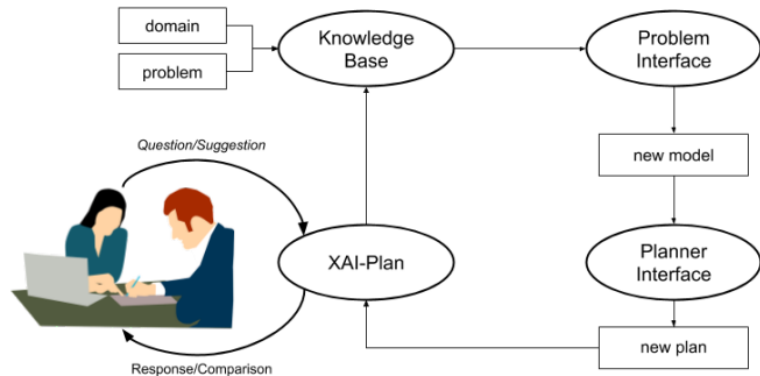 domain
problem
Knowledge
Base
Problem
Interface
Question/Suggestion
new model
XAI-Plan
Planner
Interface
new plan
Response/Comparison